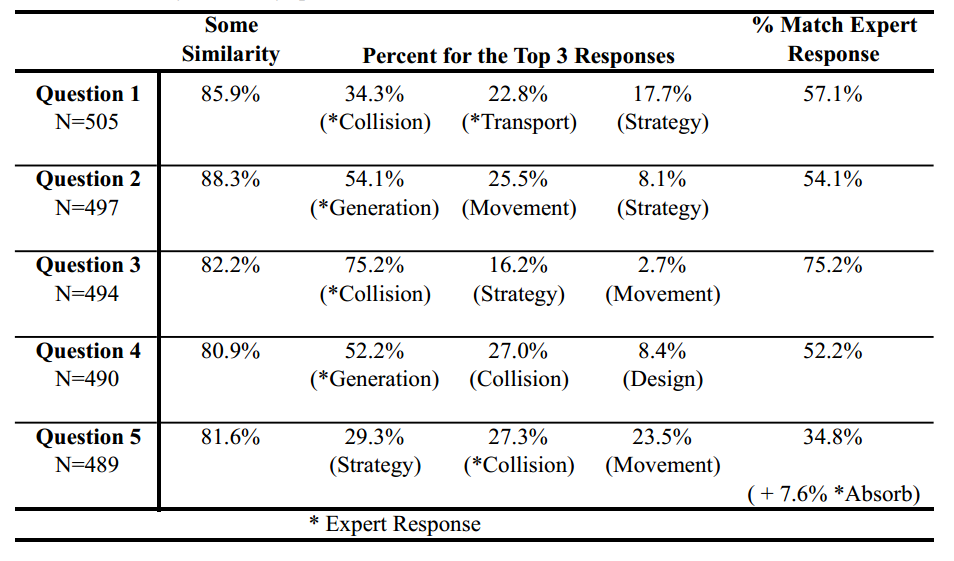 Some
Similarity
Percent for the Top 3 Responses
% Match Expert
Response
Question 1
N=505
85.9%
34.3%
(*Collision)
22.8%
(*Transport)
17.7%
(Strategy)
57.1%
Question 2
N=497
88.3%
54.1%
(*Generation)
25.5%
(Movement)
8.1%
(Strategy)
54.1%
Question 3
N=494
82.2%
75.2%
(*Collision)
16.2%
(Strategy)
2.7%
(Movement)
75.2%
Question 4
N=490
80.9%
52.2%
(*Generation)
27.0%
(Collision)
8.4%
(Design)
52.2%
Question 5
N=489
81.6%
29.3%
(Strategy)
27.3%
(*Collision)
23.5%
(Movement)
34.8%
( + 7.6% *Absorb)
* Expert Response